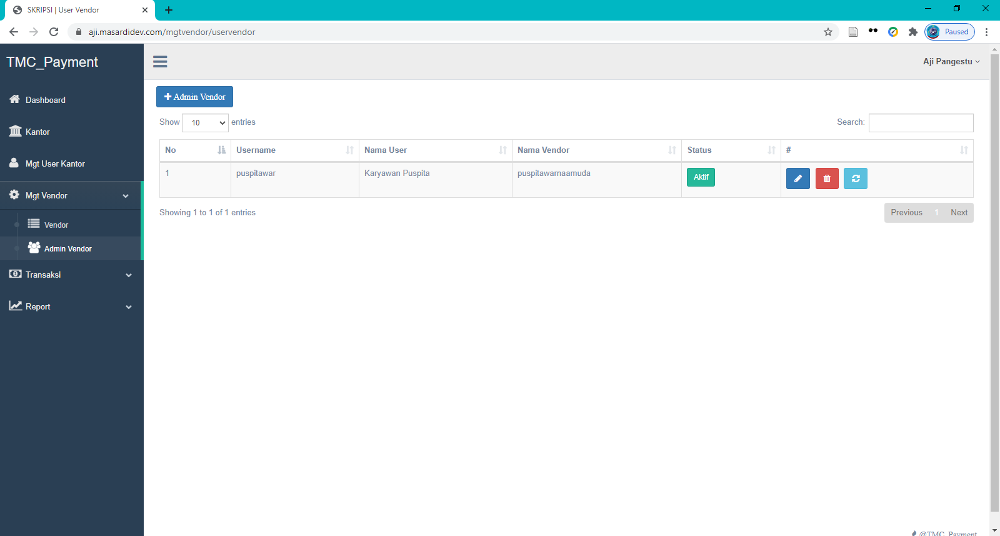 SKRIPSI | User Vendor
aji.masardidev.com/mgtvendor/uservendor
Paused
TMC_Payment
Aji Pangestu
Dashboard
Kantor
Mgt User Kantor
Mgt Vendor
Vendor
Admin Vendor
Transaksi
Report
Admin Vendor
Show 10 entries
Search:
No Username Nama User Nama Vendor Status #
1 puspitawar Karyawan Puspita puspitawarnaamuda Aktif
Showing 1 to 1 of 1 entries
Previous 1 Next
@TMC_Payment